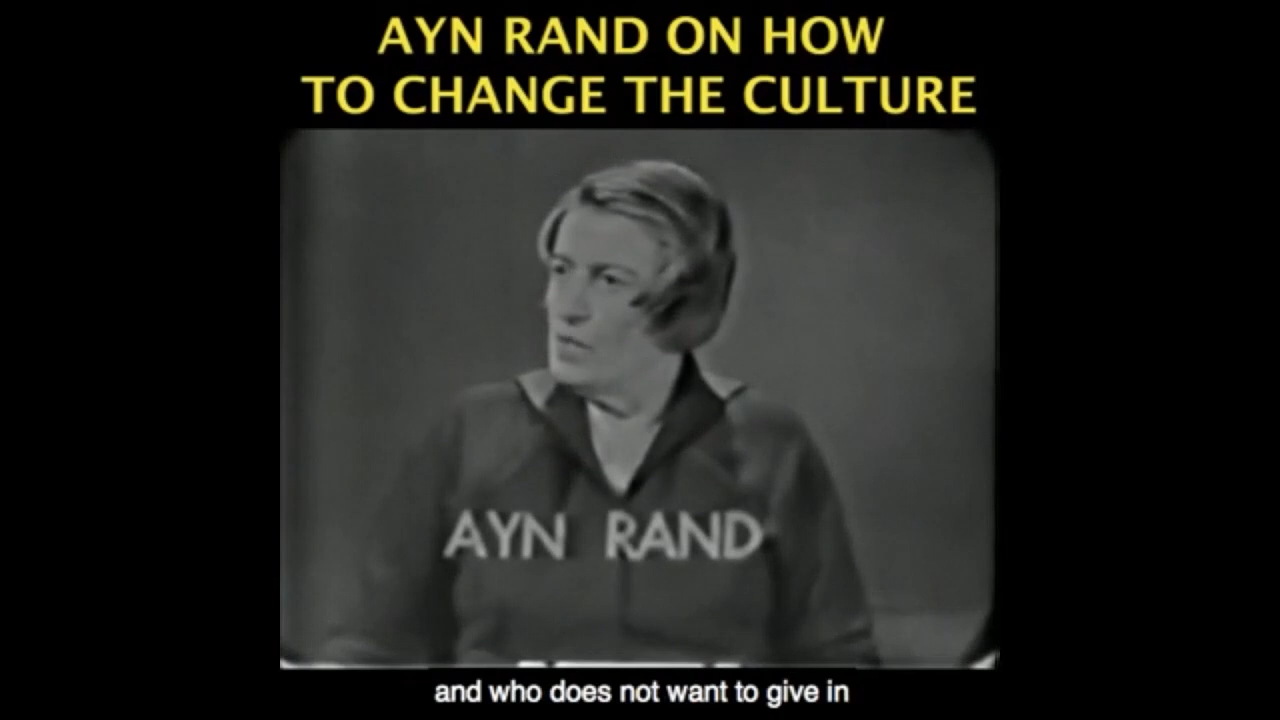 AYN RAND ON HOW
TO CHANGE THE CULTURE
AYN RAND
and who does not want to give in